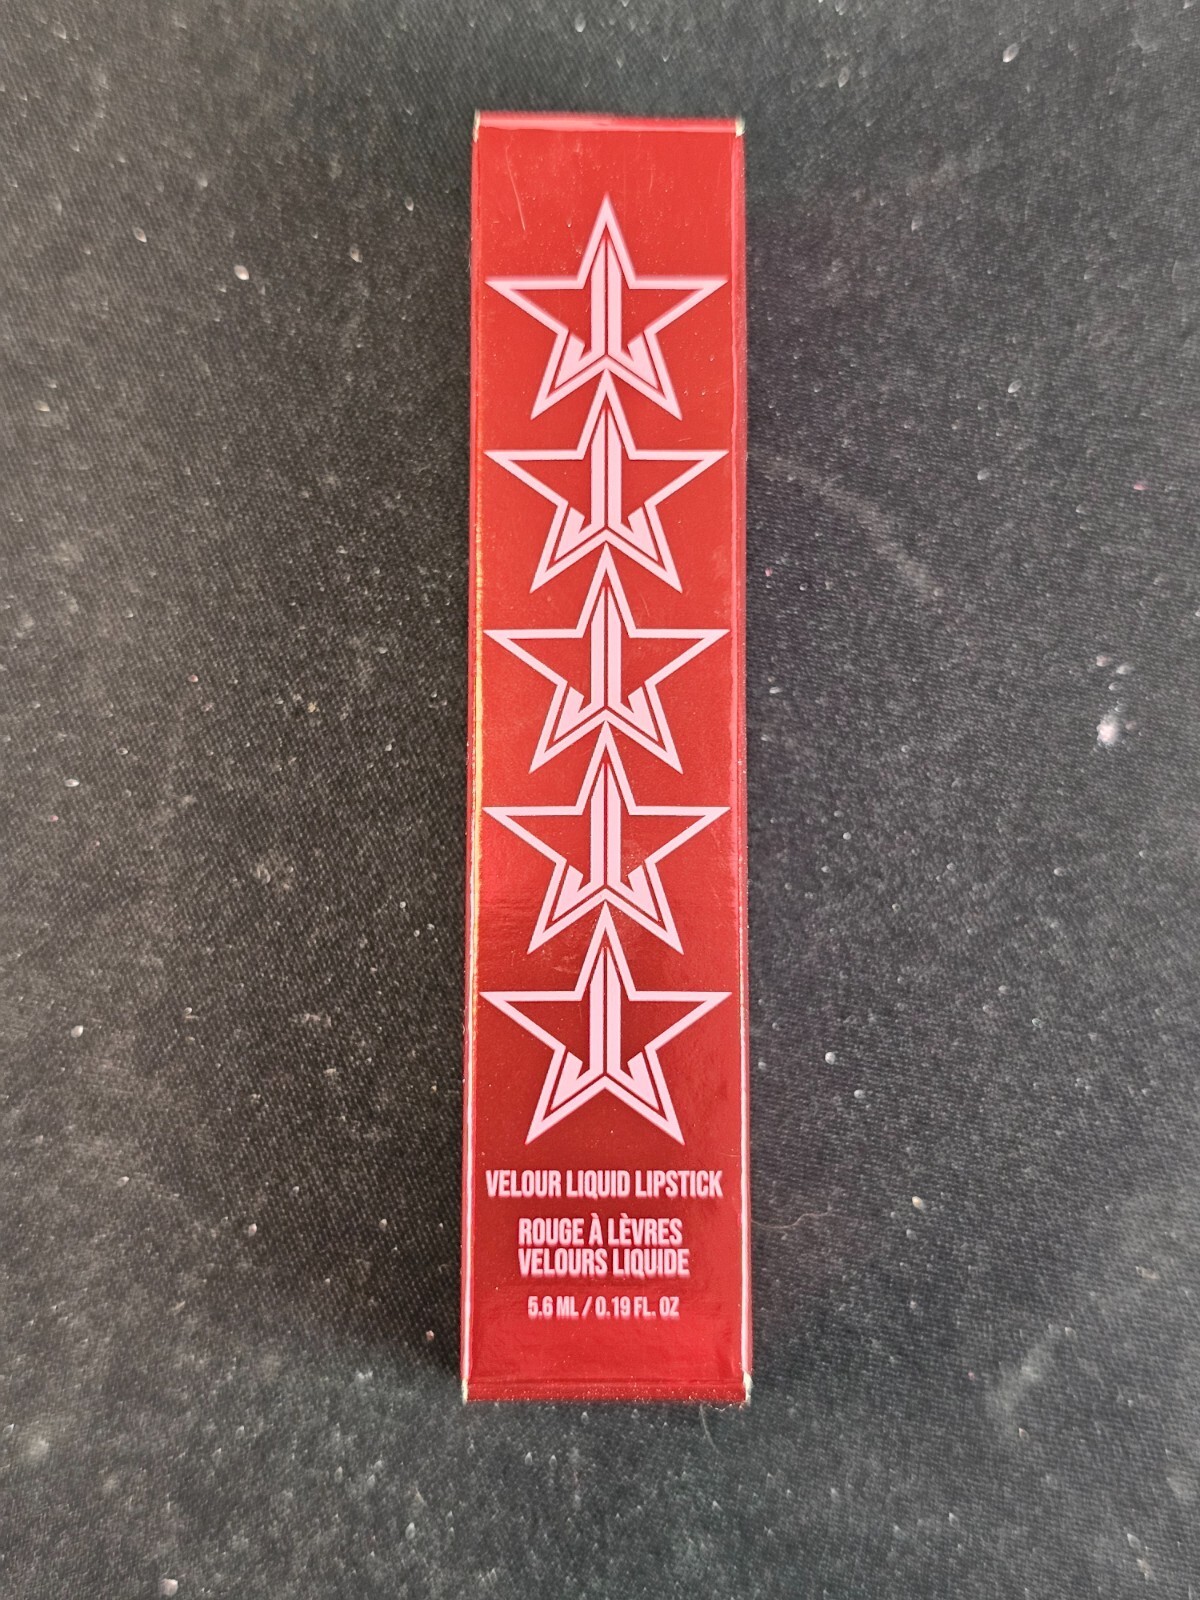 VELOUR LIQUID LIPSTICK
ROUGE À LÈVRES
VELOURS LIQUIDE
5.6 ML / 0.19 FL. OZ